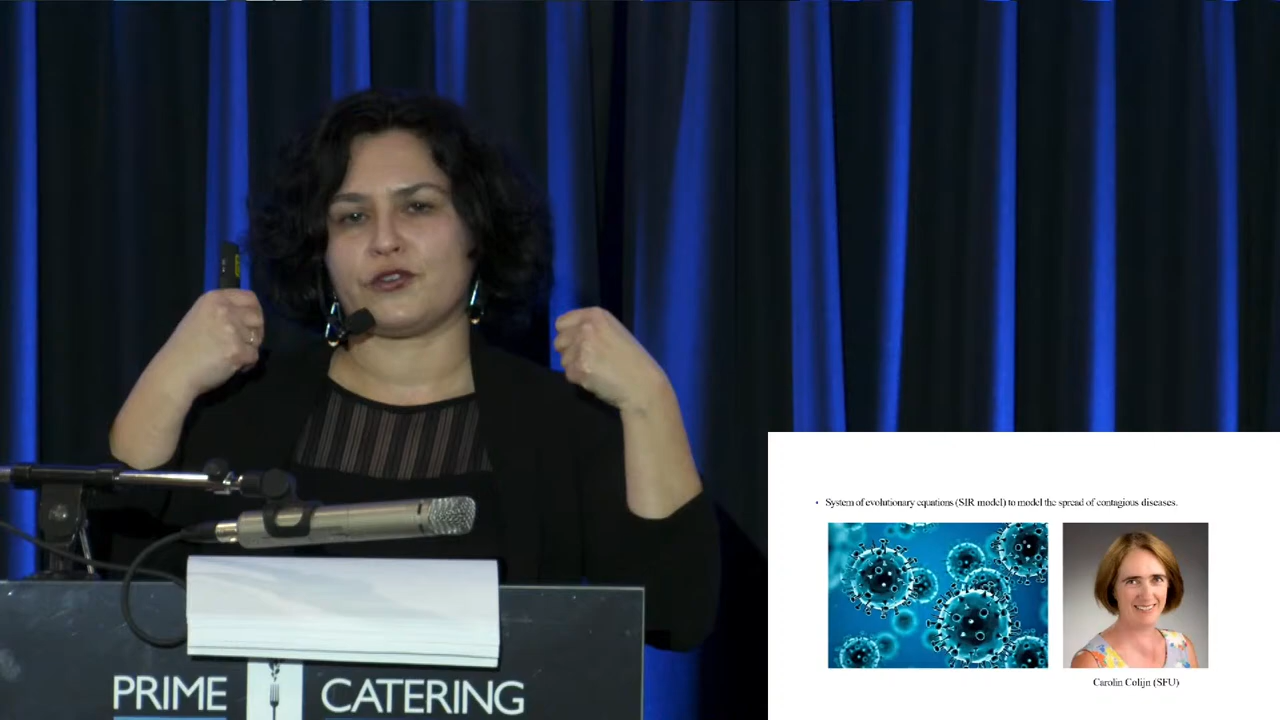 • System of evolutionary equations (SIR model) to model the spread of contagious diseases.
Carolin Colijn (SFU)
PRIME CATERING